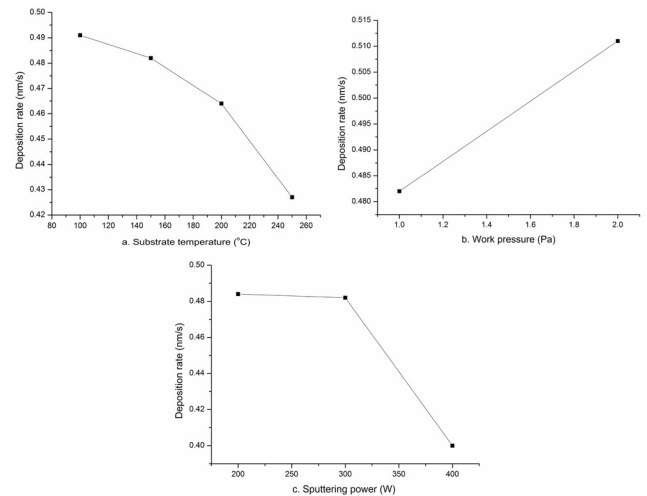 0.50
0.49
0.48
0.47
0.46
0.45
0.44
0.43
0.42
Deposition rate (nm/s)
80 100 120 140 160 180 200 220 240 260
a. Substrate temperature (°C)
0.515
0.510
0.505
0.500
0.495
0.490
0.485
0.480
Deposition rate (nm/s)
1.0 1.2 1.4 1.6 1.8 2.0
b. Work pressure (Pa)
0.50
0.48
0.46
0.44
0.42
0.40
Deposition rate (nm/s)
200 250 300 350 400
c. Sputtering power (W)